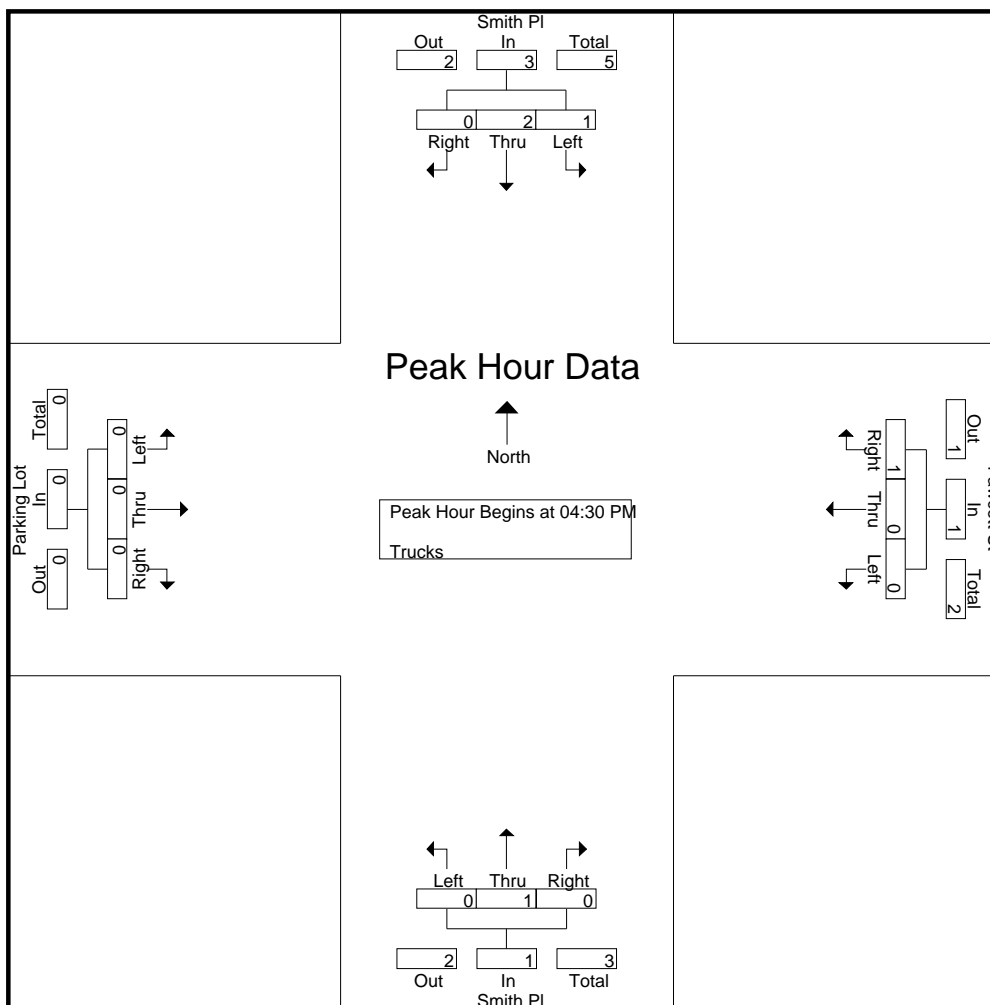 Smith Pl
Out In Total
2 3 5
0 2 1
Right Thru Left
Peak Hour Data
North
Peak Hour Begins at 04:30 PM
Trucks
Parking Lot
Out In Total
0 0 0
0 0 0
Right Thru Left
Out In Total
1 1 2
1 0 0
Right Thru Left
Left Thru Right
0 1 0
2 1 3
Out In Total
Smith Pl